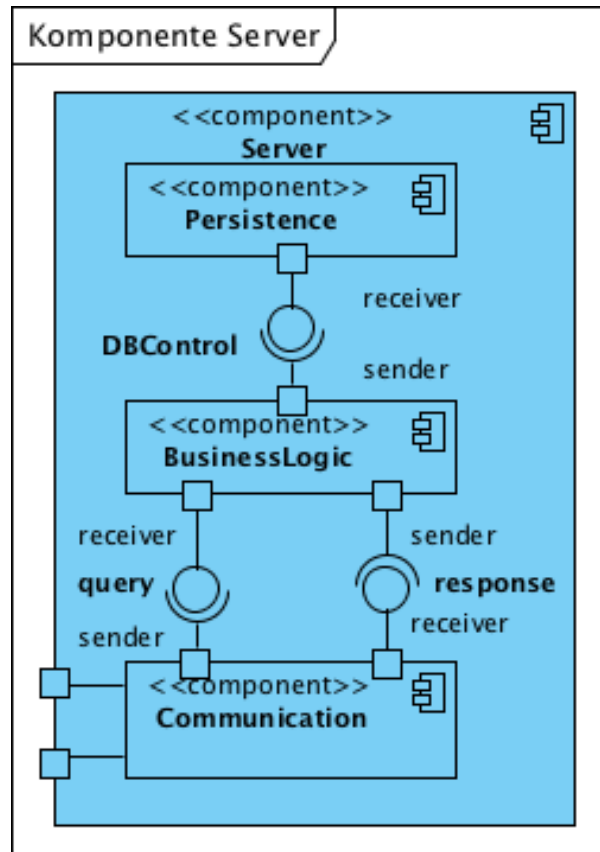 Komponente Server
<<component>>
Server
<<component>>
Persistence
receiver
DBControl
sender
<<component>>
BusinessLogic
receiver
sender
query
response
sender
receiver
<<component>>
Communication